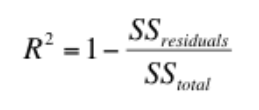 R² = 1 − SS_residuals / SS_total